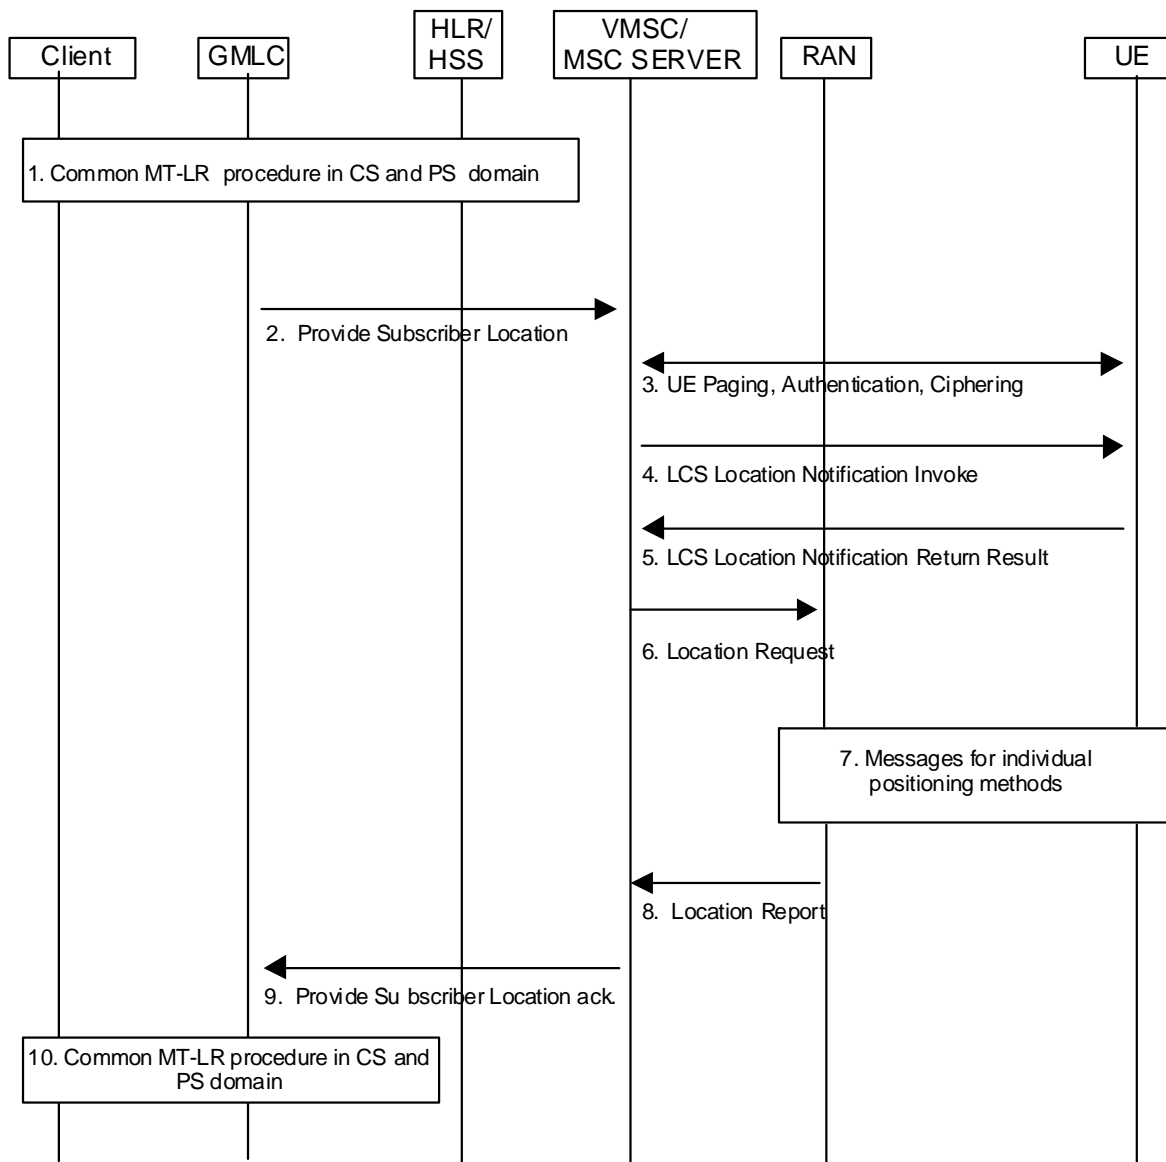 Client
GMLC
HLR/
HSS
VMSC/
MSC SERVER
RAN
UE
1. Common MT-LR procedure in CS and PS domain
2. Provide Subscriber Location
3. UE Paging, Authentication, Ciphering
4. LCS Location Notification Invoke
5. LCS Location Notification Return Result
6. Location Request
7. Messages for individual
positioning methods
8. Location Report
9. Provide Su bscriber Location ack.
10. Common MT-LR procedure in CS and
PS domain